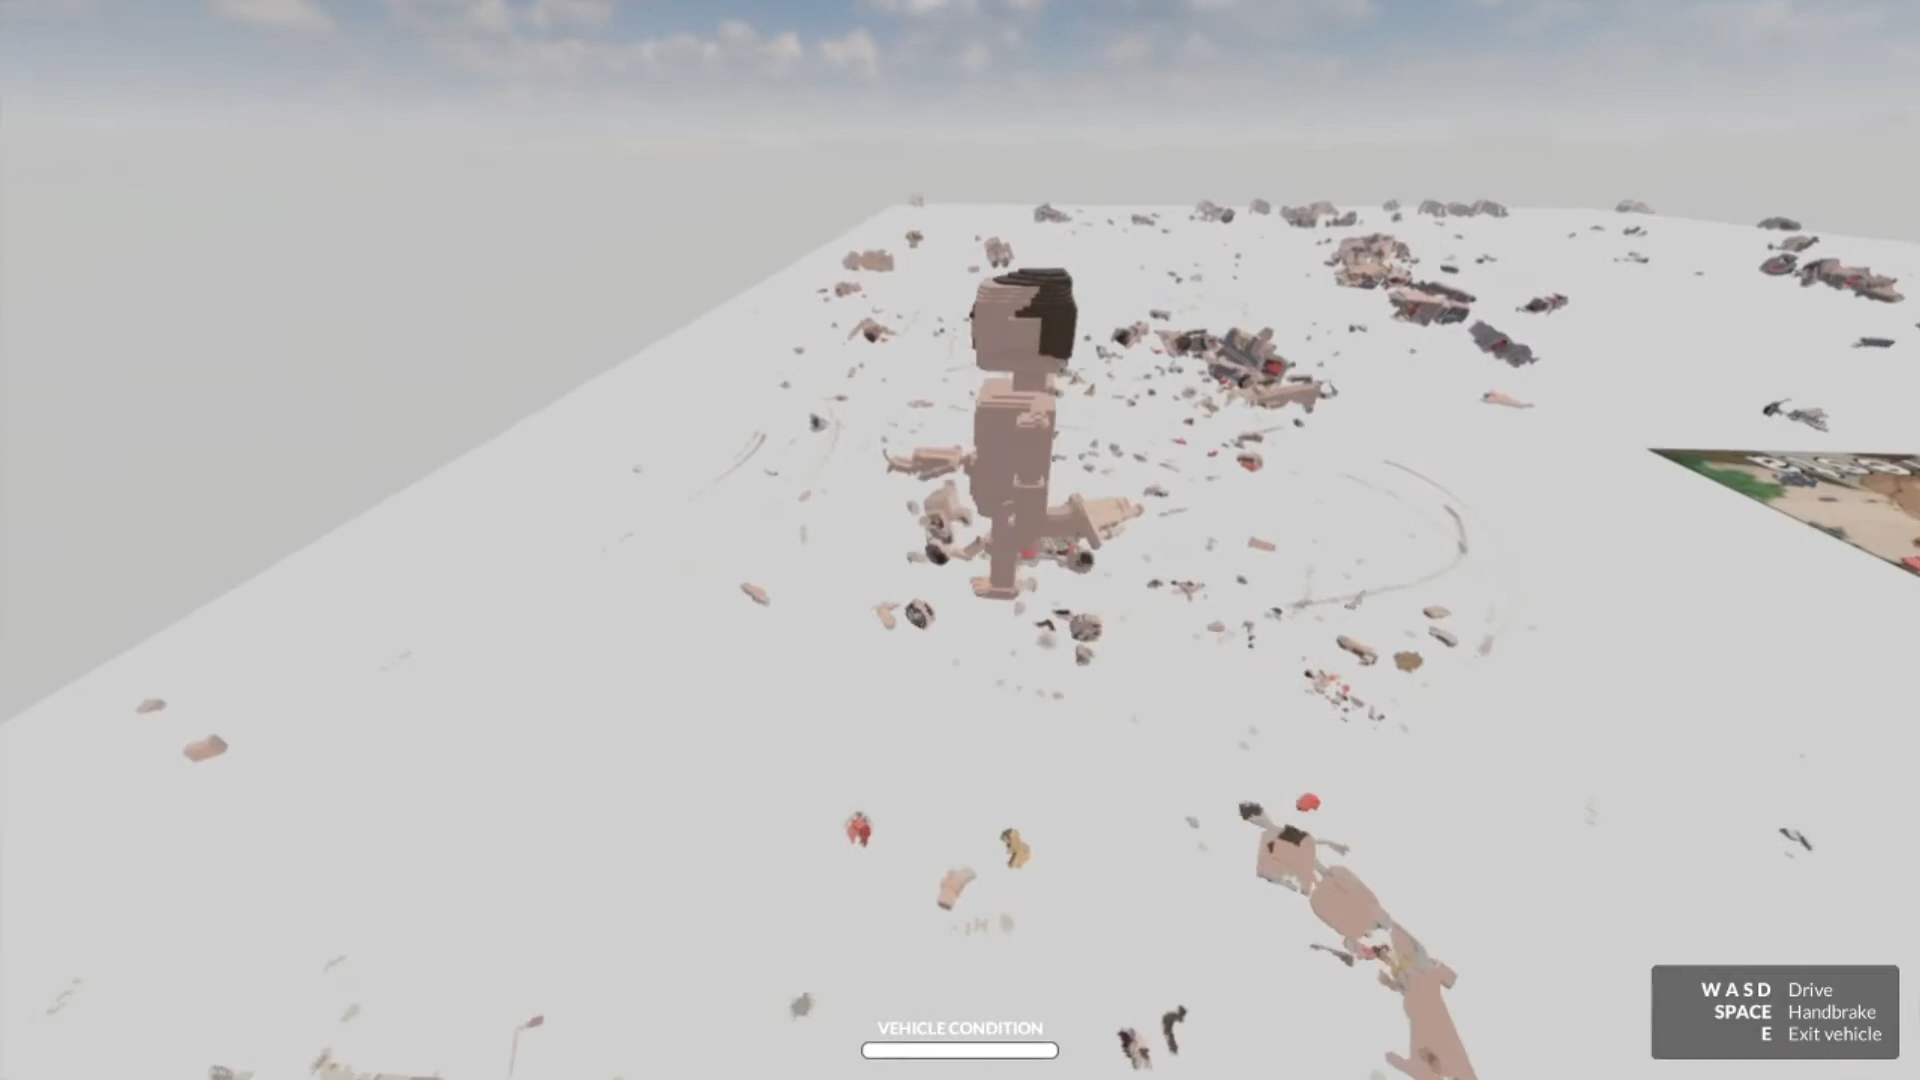 VEHICLE CONDITION
W A S D Drive
SPACE Handbrake
E Exit vehicle